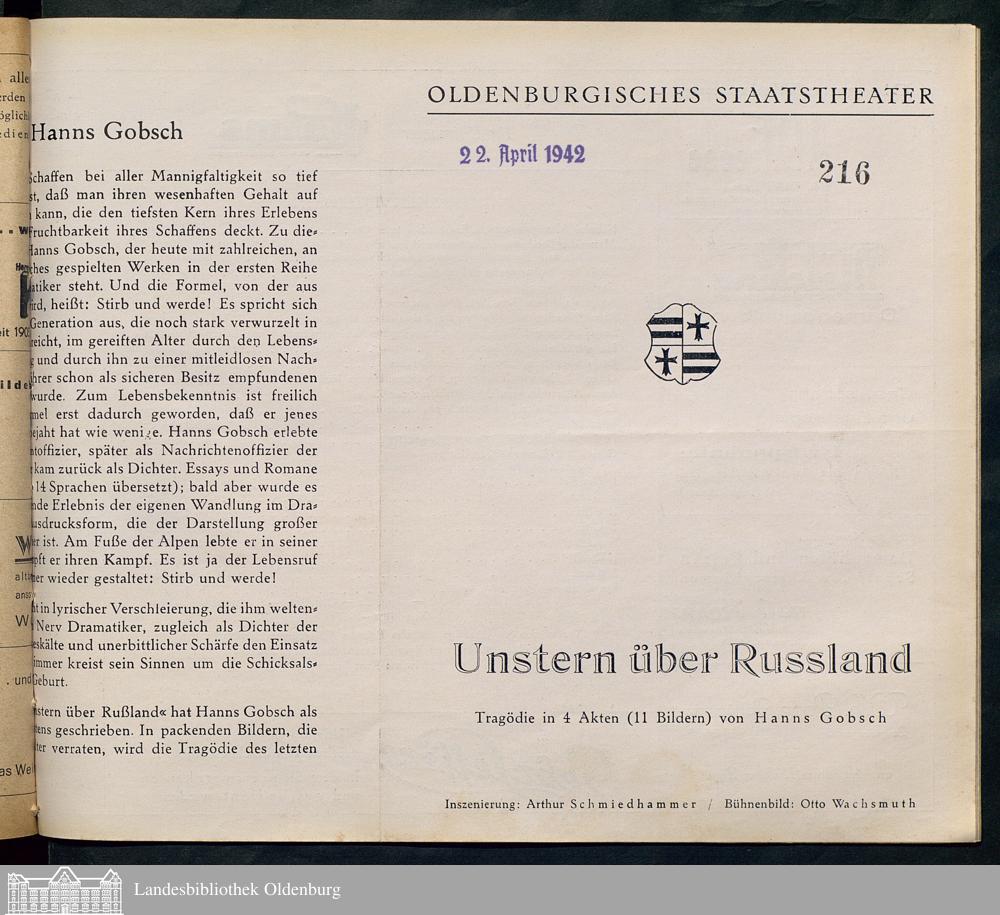 alle
rden
öglich
edien
Hanns Gobsch
Schaffen bei aller Mannigfaltigkeit so tief
st, daß man ihren wesenhaften Gehalt auf
kann, die den tiefsten Kern ihres Erlebens
Fruchtbarkeit ihres Schaffens deckt. Zu die=
Hanns Gobsch, der heute mit zahlreichen, an
ches gespielten Werken in der ersten Reihe
atiker steht. Und die Formel, von der aus
ird, heißt: Stirb und werde! Es spricht sich
Generation aus, die noch stark verwurzelt in
reicht, im gereiften Alter durch den Lebens=
g und durch ihn zu einer mitleidlosen Nach=
ihrer schon als sicheren Besitz empfundenen
wurde. Zum Lebensbekenntnis ist freilich
mel erst dadurch geworden, daß er jenes
bejaht hat wie wenige. Hanns Gobsch erlebte
ntoffizier, später als Nachrichtenoffizier der
kam zurück als Dichter. Essays und Romane
14 Sprachen übersetzt); bald aber wurde es
nde Erlebnis der eigenen Wandlung im Dra=
usdrucksform, die der Darstellung großer
er ist. Am Fuße der Alpen lebte er in seiner
pft er ihren Kampf. Es ist ja der Lebensruf
er wieder gestaltet: Stirb und werde!
t in lyrischer Verschleierung, die ihm welten=
Nerv Dramatiker, zugleich als Dichter der
eskälte und unerbittlicher Schärfe den Einsatz
immer kreist sein Sinnen um die Schicksals=
Geburt.
nstern über Rußland« hat Hanns Gobsch als
tens geschrieben. In packenden Bildern, die
ter verraten, wird die Tragödie des letzten
OLDENBURGISCHES STAATSTHEATER
22. April 1942
216
Unstern über Russland
Tragödie in 4 Akten (11 Bildern) von Hanns Gobsch
Inszenierung: Arthur Schmiedhammer / Bühnenbild: Otto Wachsmuth
Landesbibliothek Oldenburg